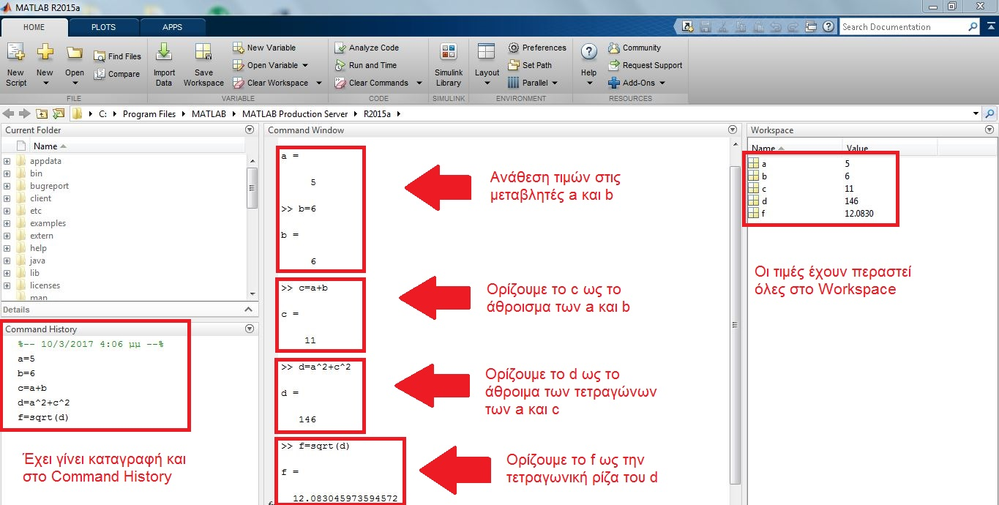 MATLAB R2015a
HOME PLOTS APPS
Search Documentation
New Script
New
Open
Find Files
Compare
Import Data
Save Workspace
New Variable
Open Variable
Clear Workspace
Analyze Code
Run and Time
Clear Commands
Simulink Library
Layout
Preferences
Set Path
Parallel
Help
Community
Request Support
Add-Ons
FILE VARIABLE CODE SIMULINK ENVIRONMENT RESOURCES
C: Program Files MATLAB MATLAB Production Server R2015a
Current Folder
Name
appdata
bin
bugreport
client
etc
examples
extern
help
java
lib
licenses
man
Details
Command History
%-- 10/3/2017 4:06 μμ --%
a=5
b=6
c=a+b
d=a^2+c^2
f=sqrt(d)
Έχει γίνει καταγραφή και
στο Command History
Command Window
a =
5
>> b=6
b =
6
Ανάθεση τιμών στις
μεταβλητές a και b
>> c=a+b
c =
11
Ορίζουμε το c ως το
άθροισμα των a και b
>> d=a^2+c^2
d =
146
Ορίζουμε το d ως το
άθροιμα των τετραγώνων
των a και c
>> f=sqrt(d)
f =
12.083045973594572
Ορίζουμε το f ως την
τετραγωνική ρίζα του d
Workspace
Name Value
a 5
b 6
c 11
d 146
f 12.0830
Οι τιμές έχουν περαστεί
όλες στο Workspace